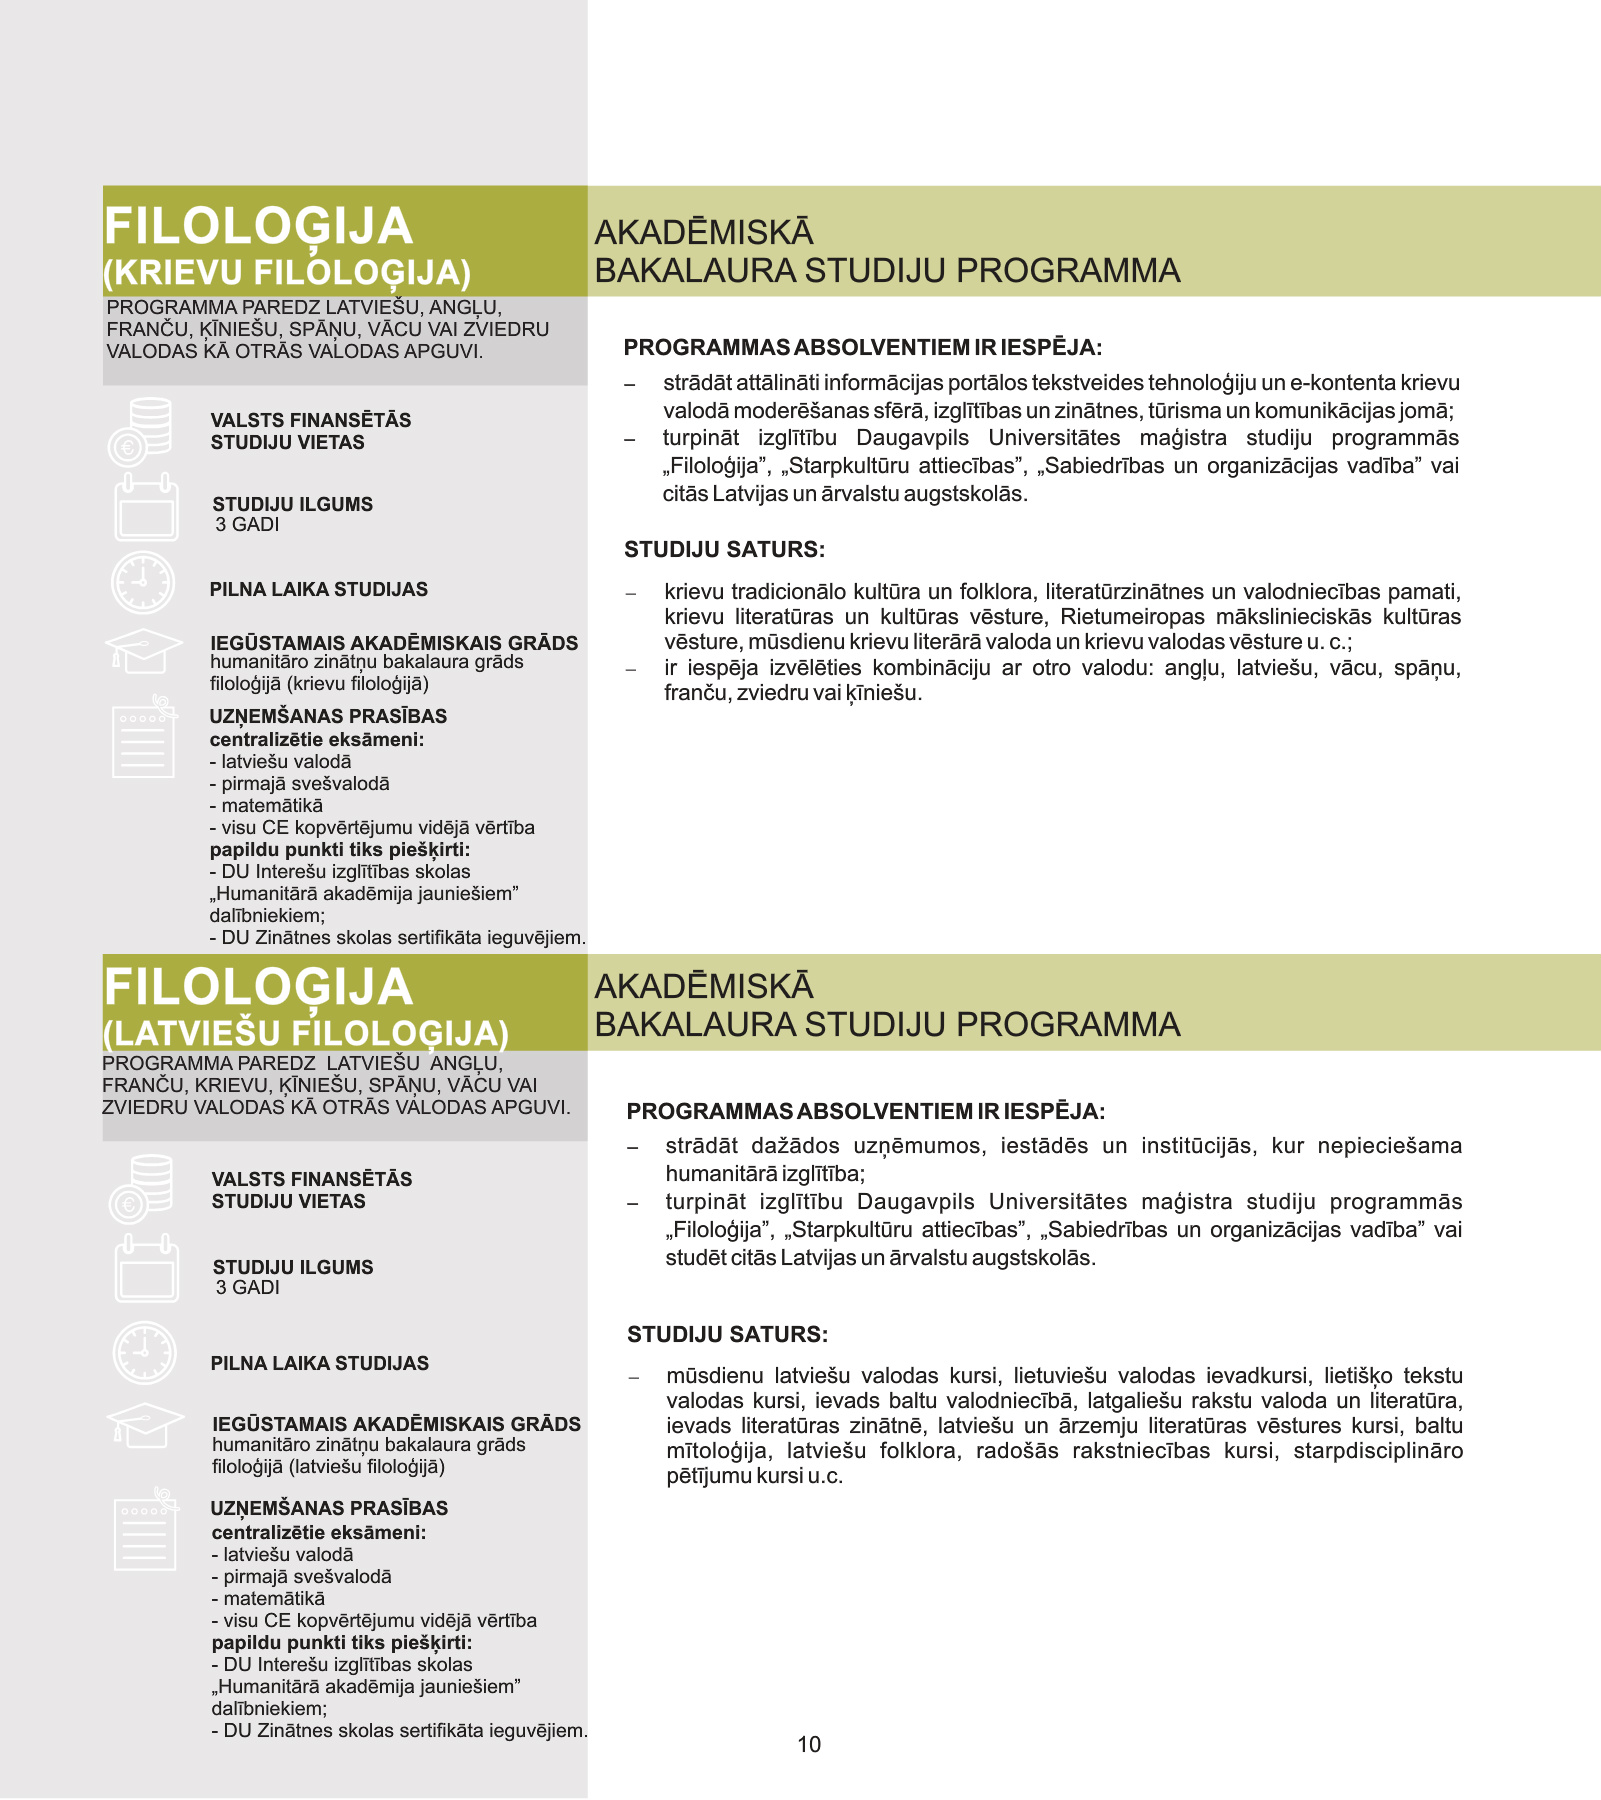 FILOLOĢIJA
(KRIEVU FILOLOĢIJA)
PROGRAMMA PAREDZ LATVIEŠU, ANGĻU,
FRANČU, ĶĪNIEŠU, SPĀŅU, VĀCU VAI ZVIEDRU
VALODAS KĀ OTRĀS VALODAS APGUVI.
VALSTS FINANSĒTĀS
STUDIJU VIETAS
STUDIJU ILGUMS
3 GADI
PILNA LAIKA STUDIJAS
IEGŪSTAMAIS AKADĒMISKAIS GRĀDS
humanitāro zinātņu bakalaura grāds
filoloģijā (krievu filoloģijā)
UZŅEMŠANAS PRASĪBAS
centralizētie eksāmeni:
- latviešu valodā
- pirmajā svešvalodā
- matemātikā
- visu CE kopvērtējumu vidējā vērtība
papildu punkti tiks piešķirti:
- DU Interešu izglītības skolas
„Humanitārā akadēmija jauniešiem”
dalībniekiem;
- DU Zinātnes skolas sertifikāta ieguvējiem.
AKADĒMISKĀ
BAKALAURA STUDIJU PROGRAMMA
PROGRAMMAS ABSOLVENTIEM IR IESPĒJA:
– strādāt attālināti informācijas portālos tekstveides tehnoloģiju un e-kontenta krievu
valodā moderēšanas sfērā, izglītības un zinātnes, tūrisma un komunikācijas jomā;
– turpināt izglītību Daugavpils Universitātes maģistra studiju programmās
„Filoloģija”, „Starpkultūru attiecības”, „Sabiedrības un organizācijas vadība” vai
citās Latvijas un ārvalstu augstskolās.
STUDIJU SATURS:
– krievu tradicionālo kultūra un folklora, literatūrzinātnes un valodniecības pamati,
krievu literatūras un kultūras vēsture, Rietumeiropas mākslinieciskās kultūras
vēsture, mūsdienu krievu literārā valoda un krievu valodas vēsture u. c.;
– ir iespēja izvēlēties kombināciju ar otro valodu: angļu, latviešu, vācu, spāņu,
franču, zviedru vai ķīniešu.
FILOLOĢIJA
(LATVIEŠU FILOLOĢIJA)
PROGRAMMA PAREDZ LATVIEŠU ANGĻU,
FRANČU, KRIEVU, ĶĪNIEŠU, SPĀŅU, VĀCU VAI
ZVIEDRU VALODAS KĀ OTRĀS VALODAS APGUVI.
VALSTS FINANSĒTĀS
STUDIJU VIETAS
STUDIJU ILGUMS
3 GADI
PILNA LAIKA STUDIJAS
IEGŪSTAMAIS AKADĒMISKAIS GRĀDS
humanitāro zinātņu bakalaura grāds
filoloģijā (latviešu filoloģijā)
UZŅEMŠANAS PRASĪBAS
centralizētie eksāmeni:
- latviešu valodā
- pirmajā svešvalodā
- matemātikā
- visu CE kopvērtējumu vidējā vērtība
papildu punkti tiks piešķirti:
- DU Interešu izglītības skolas
„Humanitārā akadēmija jauniešiem”
dalībniekiem;
- DU Zinātnes skolas sertifikāta ieguvējiem.
AKADĒMISKĀ
BAKALAURA STUDIJU PROGRAMMA
PROGRAMMAS ABSOLVENTIEM IR IESPĒJA:
– strādāt dažādos uzņēmumos, iestādēs un institūcijās, kur nepieciešama
humanitārā izglītība;
– turpināt izglītību Daugavpils Universitātes maģistra studiju programmās
„Filoloģija”, „Starpkultūru attiecības”, „Sabiedrības un organizācijas vadība” vai
studēt citās Latvijas un ārvalstu augstskolās.
STUDIJU SATURS:
– mūsdienu latviešu valodas kursi, lietuviešu valodas ievadkursi, lietišķo tekstu
valodas kursi, ievads baltu valodniecībā, latgaliešu rakstu valoda un literatūra,
ievads literatūras zinātnē, latviešu un ārzemju literatūras vēstures kursi, baltu
mītoloģija, latviešu folklora, radošās rakstniecības kursi, starpdisciplināro
pētījumu kursi u.c.
10